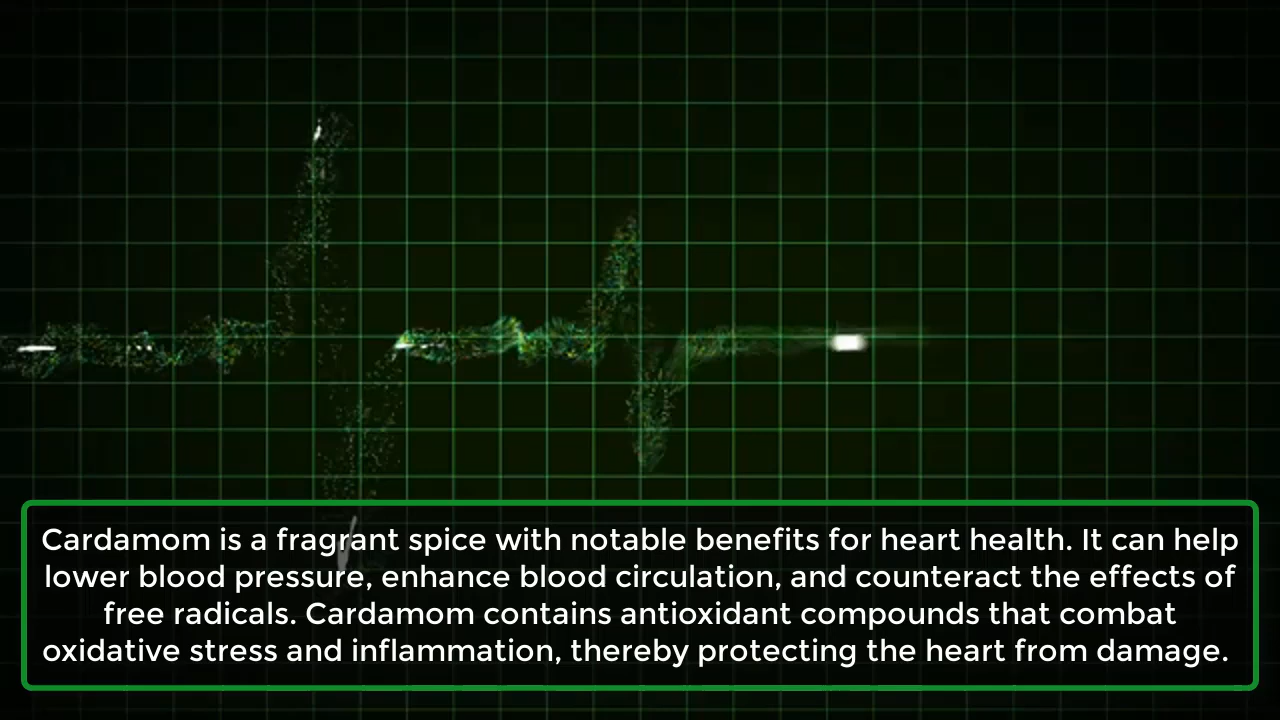 Cardamom is a fragrant spice with notable benefits for heart health. It can help
lower blood pressure, enhance blood circulation, and counteract the effects of
free radicals. Cardamom contains antioxidant compounds that combat
oxidative stress and inflammation, thereby protecting the heart from damage.